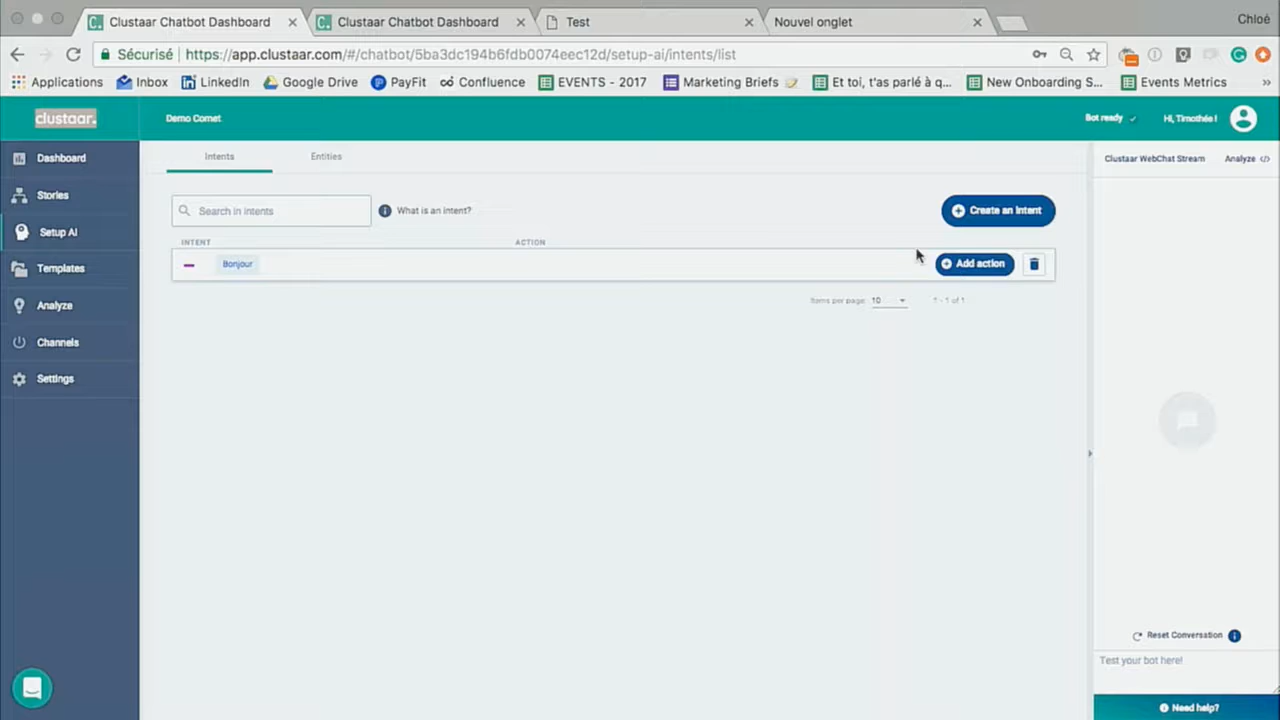 Clustaar Chatbot Dashboard
Clustaar Chatbot Dashboard
Test
Nouvel onglet
Chloé
Sécurisé
https://app.clustaar.com/#/chatbot/5ba3dc194b6fdb0074eec12d/setup-ai/intents/list
Applications
Inbox
LinkedIn
Google Drive
PayFit
Confluence
EVENTS - 2017
Marketing Briefs
Et toi, t'as parlé à q...
New Onboarding S...
Events Metrics
»
clustaar.
Demo Comet
Bot ready
Hi, Timothée !
Dashboard
Stories
Setup AI
Templates
Analyze
Channels
Settings
Intents
Entities
Search in intents
What is an intent?
Create an intent
INTENT
ACTION
Bonjour
Add action
Items per page: 10
1 - 1 of 1
Clustaar WebChat Stream
Analyze
Reset Conversation
Test your bot here!
Need help?